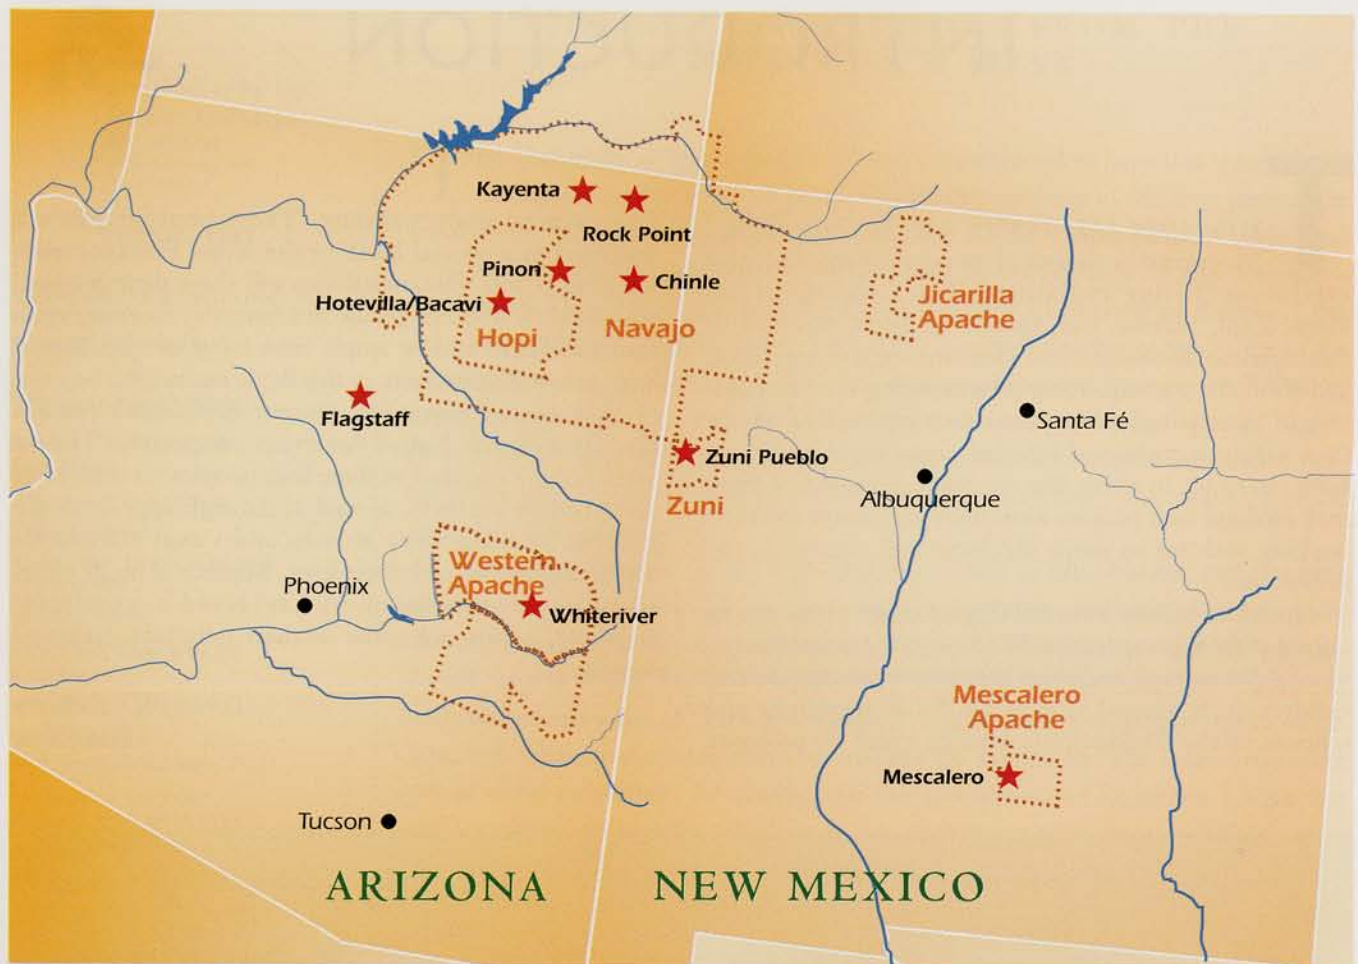 Kayenta
Rock Point
Pinon
Chinle
Hotevilla/Bacavi
Hopi
Navajo
Jicarilla
Apache
Flagstaff
Santa Fé
Zuni Pueblo
Albuquerque
Zuni
Western
Apache
Phoenix
Whiteriver
Mescalero
Apache
Mescalero
Tucson
ARIZONA
NEW MEXICO